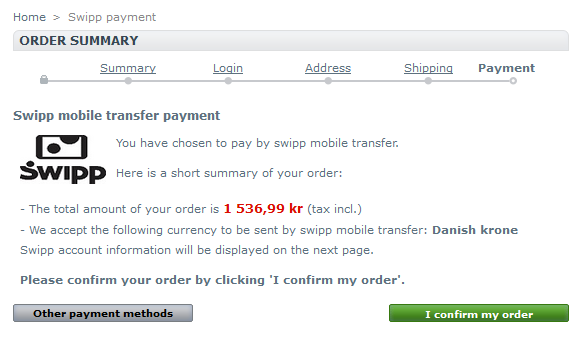 Home > Swipp payment
ORDER SUMMARY
Summary Login Address Shipping Payment
Swipp mobile transfer payment
Swipp
You have chosen to pay by swipp mobile transfer.
Here is a short summary of your order:
- The total amount of your order is 1 536,99 kr (tax incl.)
- We accept the following currency to be sent by swipp mobile transfer: Danish krone
Swipp account information will be displayed on the next page.
Please confirm your order by clicking 'I confirm my order'.
Other payment methods I confirm my order